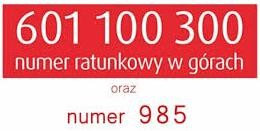 601 100 300
numer ratunkowy w górach
oraz
numer 985